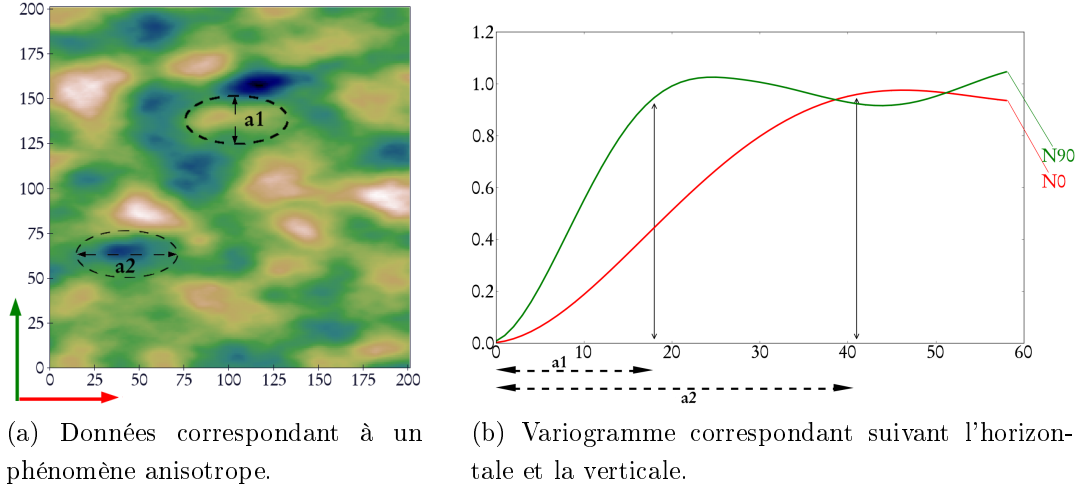 200
175
150
125
100
75
50
25
0
0 25 50 75 100 125 150 175 200
a1
a2
1.2
1.0
0.8
0.6
0.4
0.2
0.0
0 10 20 30 40 50 60
N90
N0
a1
a2
(a) Données correspondant à un
phénomène anisotrope.
(b) Variogramme correspondant suivant l'horizon-
tale et la verticale.